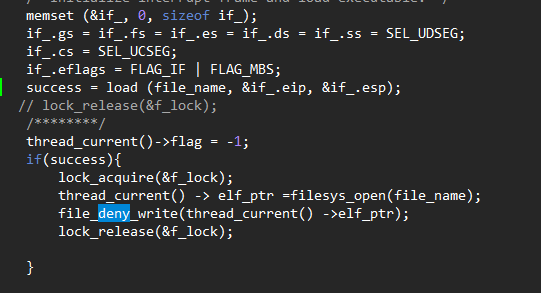 memset (&if_, 0, sizeof if_);
if_.gs = if_.fs = if_.es = if_.ds = if_.ss = SEL_UDSEG;
if_.cs = SEL_UCSEG;
if_.eflags = FLAG_IF | FLAG_MBS;
success = load (file_name, &if_.eip, &if_.esp);
// lock_release(&f_lock);
/********/
thread_current()->flag = -1;
if(success){
lock_acquire(&f_lock);
thread_current() -> elf_ptr =filesys_open(file_name);
file_deny_write(thread_current() ->elf_ptr);
lock_release(&f_lock);
}